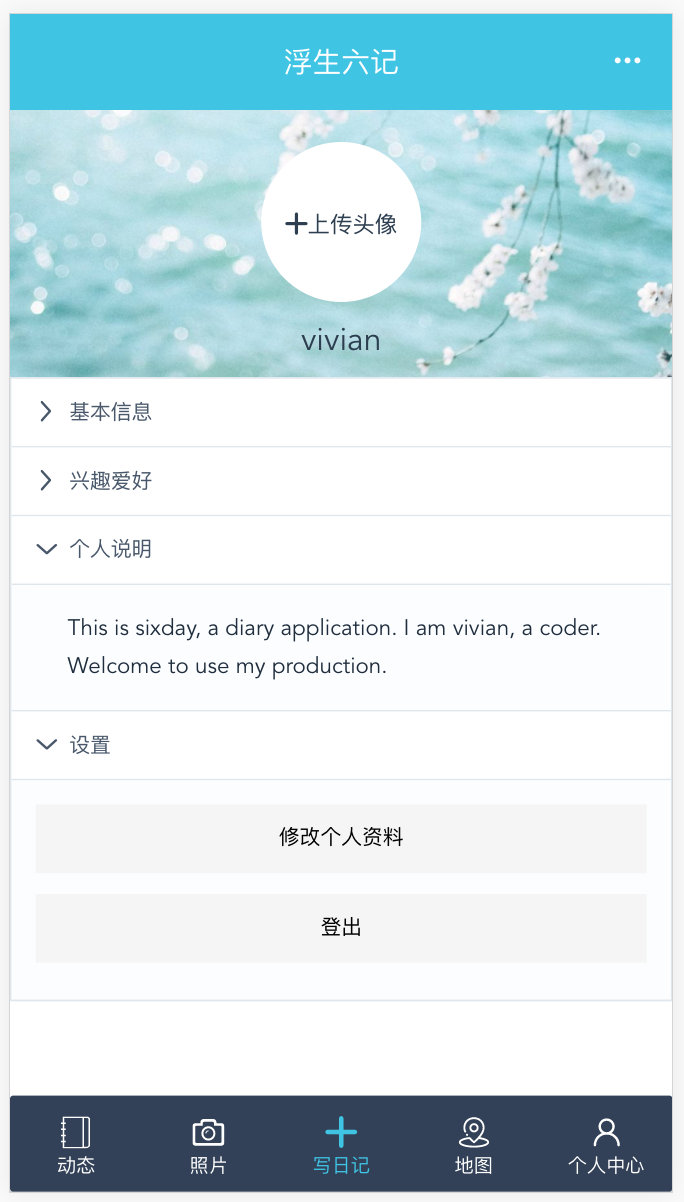 浮生六记
上传头像
vivian
基本信息
兴趣爱好
个人说明
This is sixday, a diary application. I am vivian, a coder.
Welcome to use my production.
设置
修改个人资料
登出
动态 照片 写日记 地图 个人中心